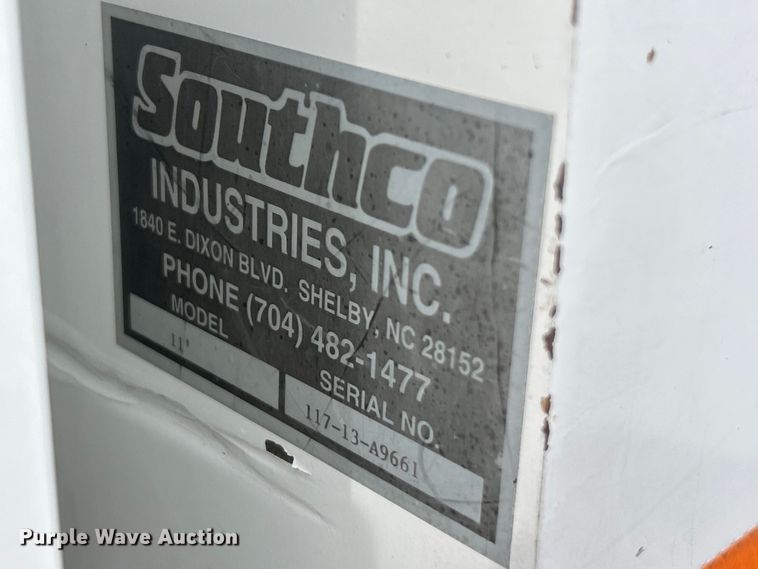 Southco
INDUSTRIES, INC.
1840 E. DIXON BLVD. SHELBY, NC 28152
PHONE (704) 482-1477
MODEL
11'
SERIAL NO.
117-13-A9661
Purple Wave Auction